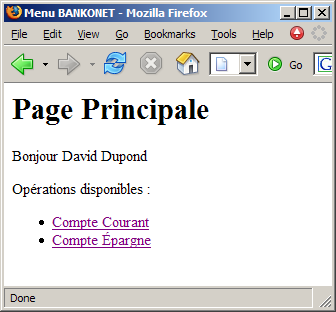 Menu BANKONET - Mozilla Firefox
File Edit View Go Bookmarks Tools Help
Go G
Page Principale
Bonjour David Dupond
Opérations disponibles :
Compte Courant
Compte Épargne
Done